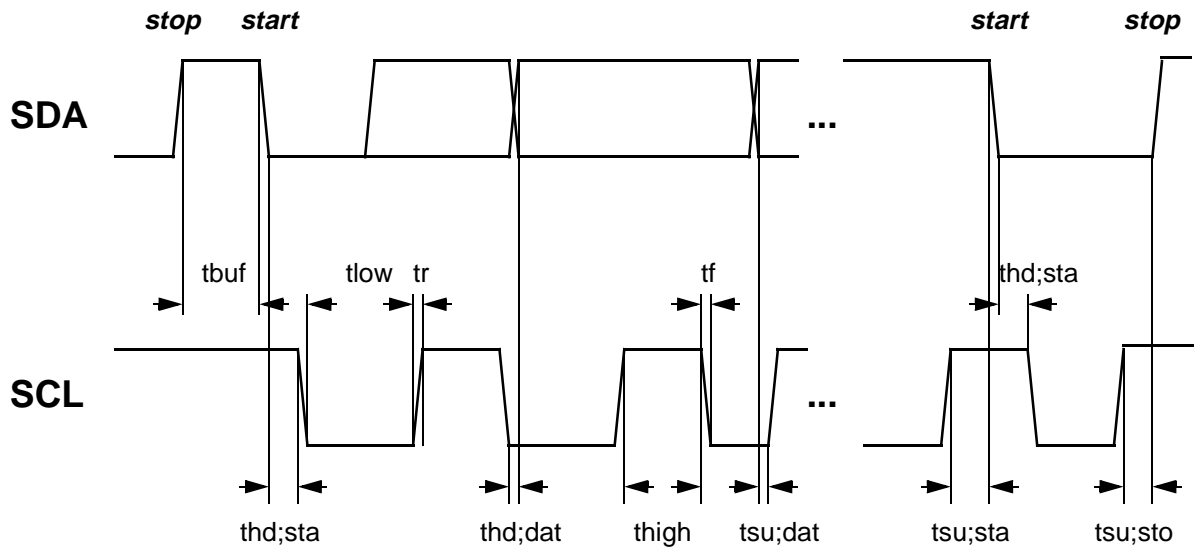 stop start start stop
SDA ...
tbuf tlow tr tf thd;sta
SCL ...
thd;sta thd;dat thigh tsu;dat tsu;sta tsu;sto